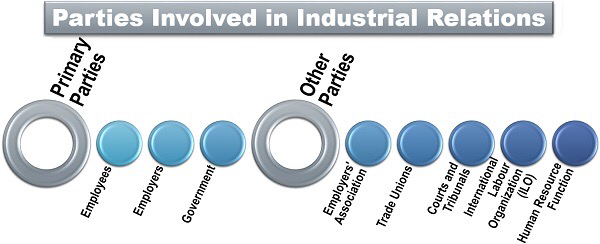 Parties Involved in Industrial Relations
Primary
Parties
Employees
Employers
Government
Other
Parties
Employers'
Association
Trade Unions
Courts and
Tribunals
International
Labour
Organization
(ILO)
Human Resource
Function